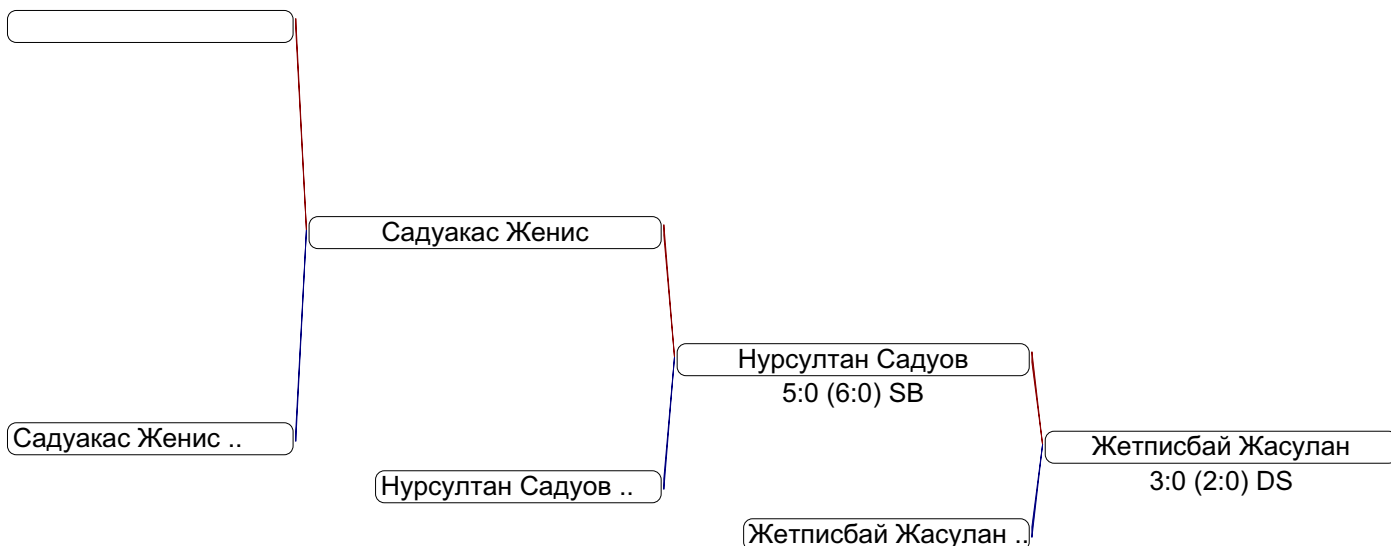 Садуакас Женис
Нурсултан Садуов
5:0 (6:0) SB
Садуакас Женис ..
Жетписбай Жасулан
3:0 (2:0) DS
Нурсултан Садуов ..
Жетписбай Жасулан ..